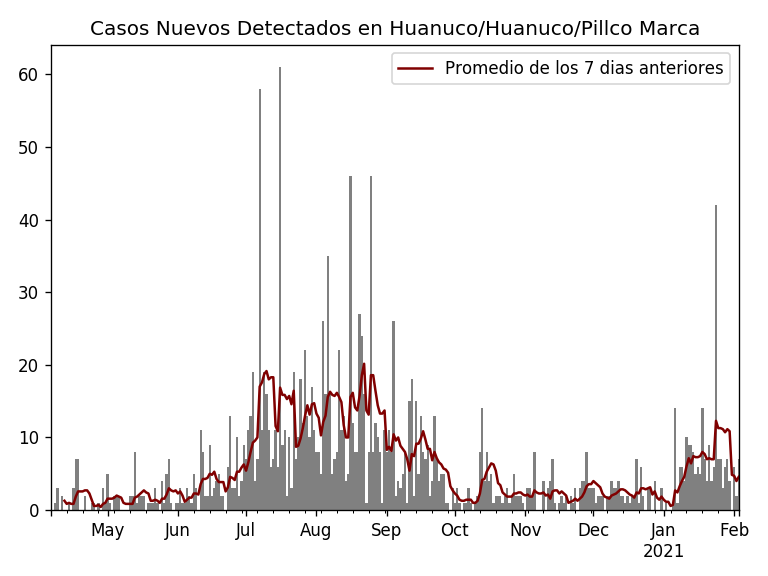 Casos Nuevos Detectados en Huanuco/Huanuco/Pillco Marca
Promedio de los 7 dias anteriores
60
50
40
30
20
10
0
May Jun Jul Aug Sep Oct Nov Dec Jan Feb
2021